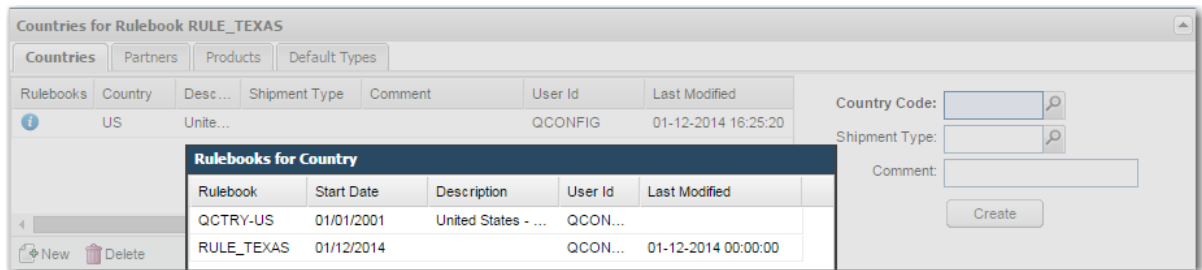 Countries for Rulebook RULE_TEXAS
Countries Partners Products Default Types
Rulebooks Country Desc... Shipment Type Comment User Id Last Modified
US Unite... QCONFIG 01-12-2014 16:25:20
Country Code:
Shipment Type:
Comment:
Create
Rulebooks for Country
Rulebook Start Date Description User Id Last Modified
QCTRY-US 01/01/2001 United States - ... QCON...
RULE_TEXAS 01/12/2014 QCON... 01-12-2014 00:00:00
New Delete